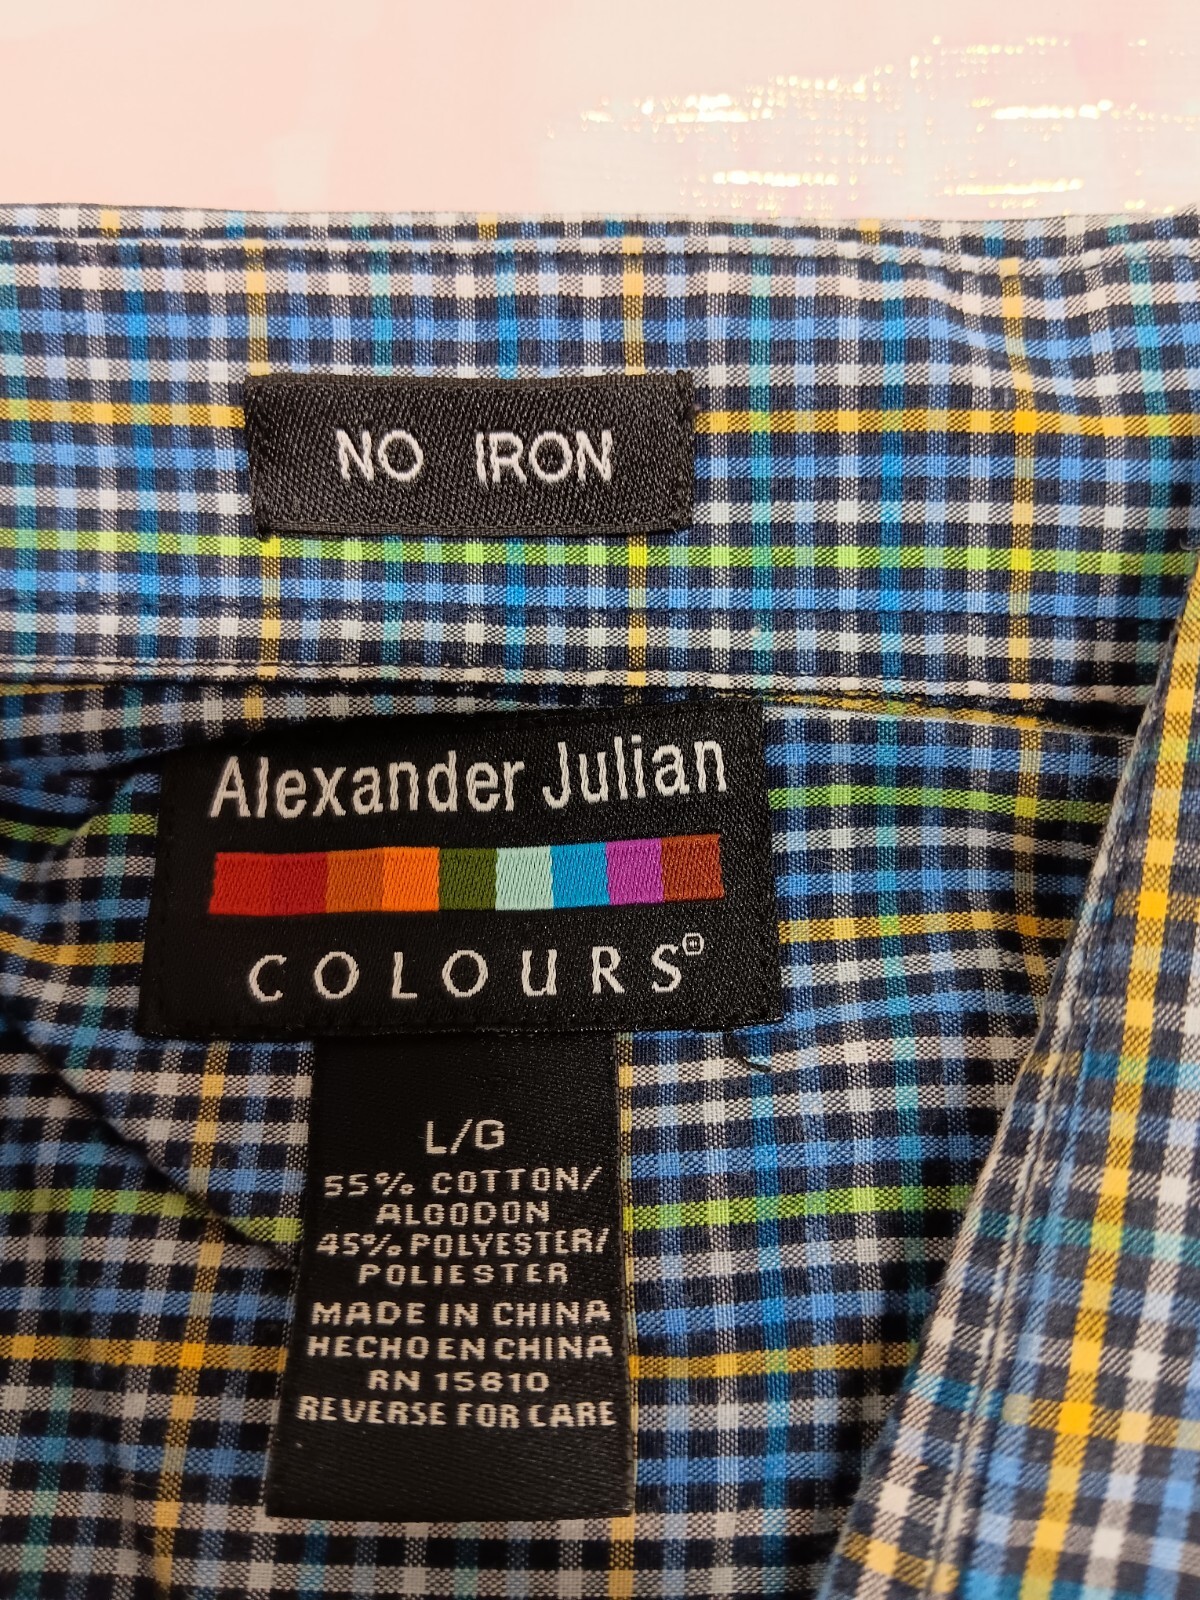 NO IRON
Alexander Julian
COLOURS®
L/G
55% COTTON/
ALGODON
45% POLYESTER/
POLIESTER
MADE IN CHINA
HECHO EN CHINA
RN 15610
REVERSE FOR CARE